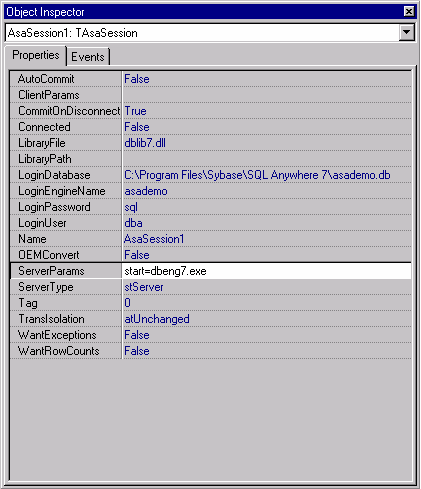 Object Inspector
AsaSession1: TAsaSession
Properties Events
AutoCommit False
ClientParams
CommitOnDisconnect True
Connected False
LibraryFile dblib7.dll
LibraryPath
LoginDatabase C:\Program Files\Sybase\SQL Anywhere 7\asademo.db
LoginEngineName asademo
LoginPassword sql
LoginUser dba
Name AsaSession1
OEMConvert False
ServerParams start=dbeng7.exe
ServerType stServer
Tag 0
TransIsolation atUnchanged
WantExceptions False
WantRowCounts False